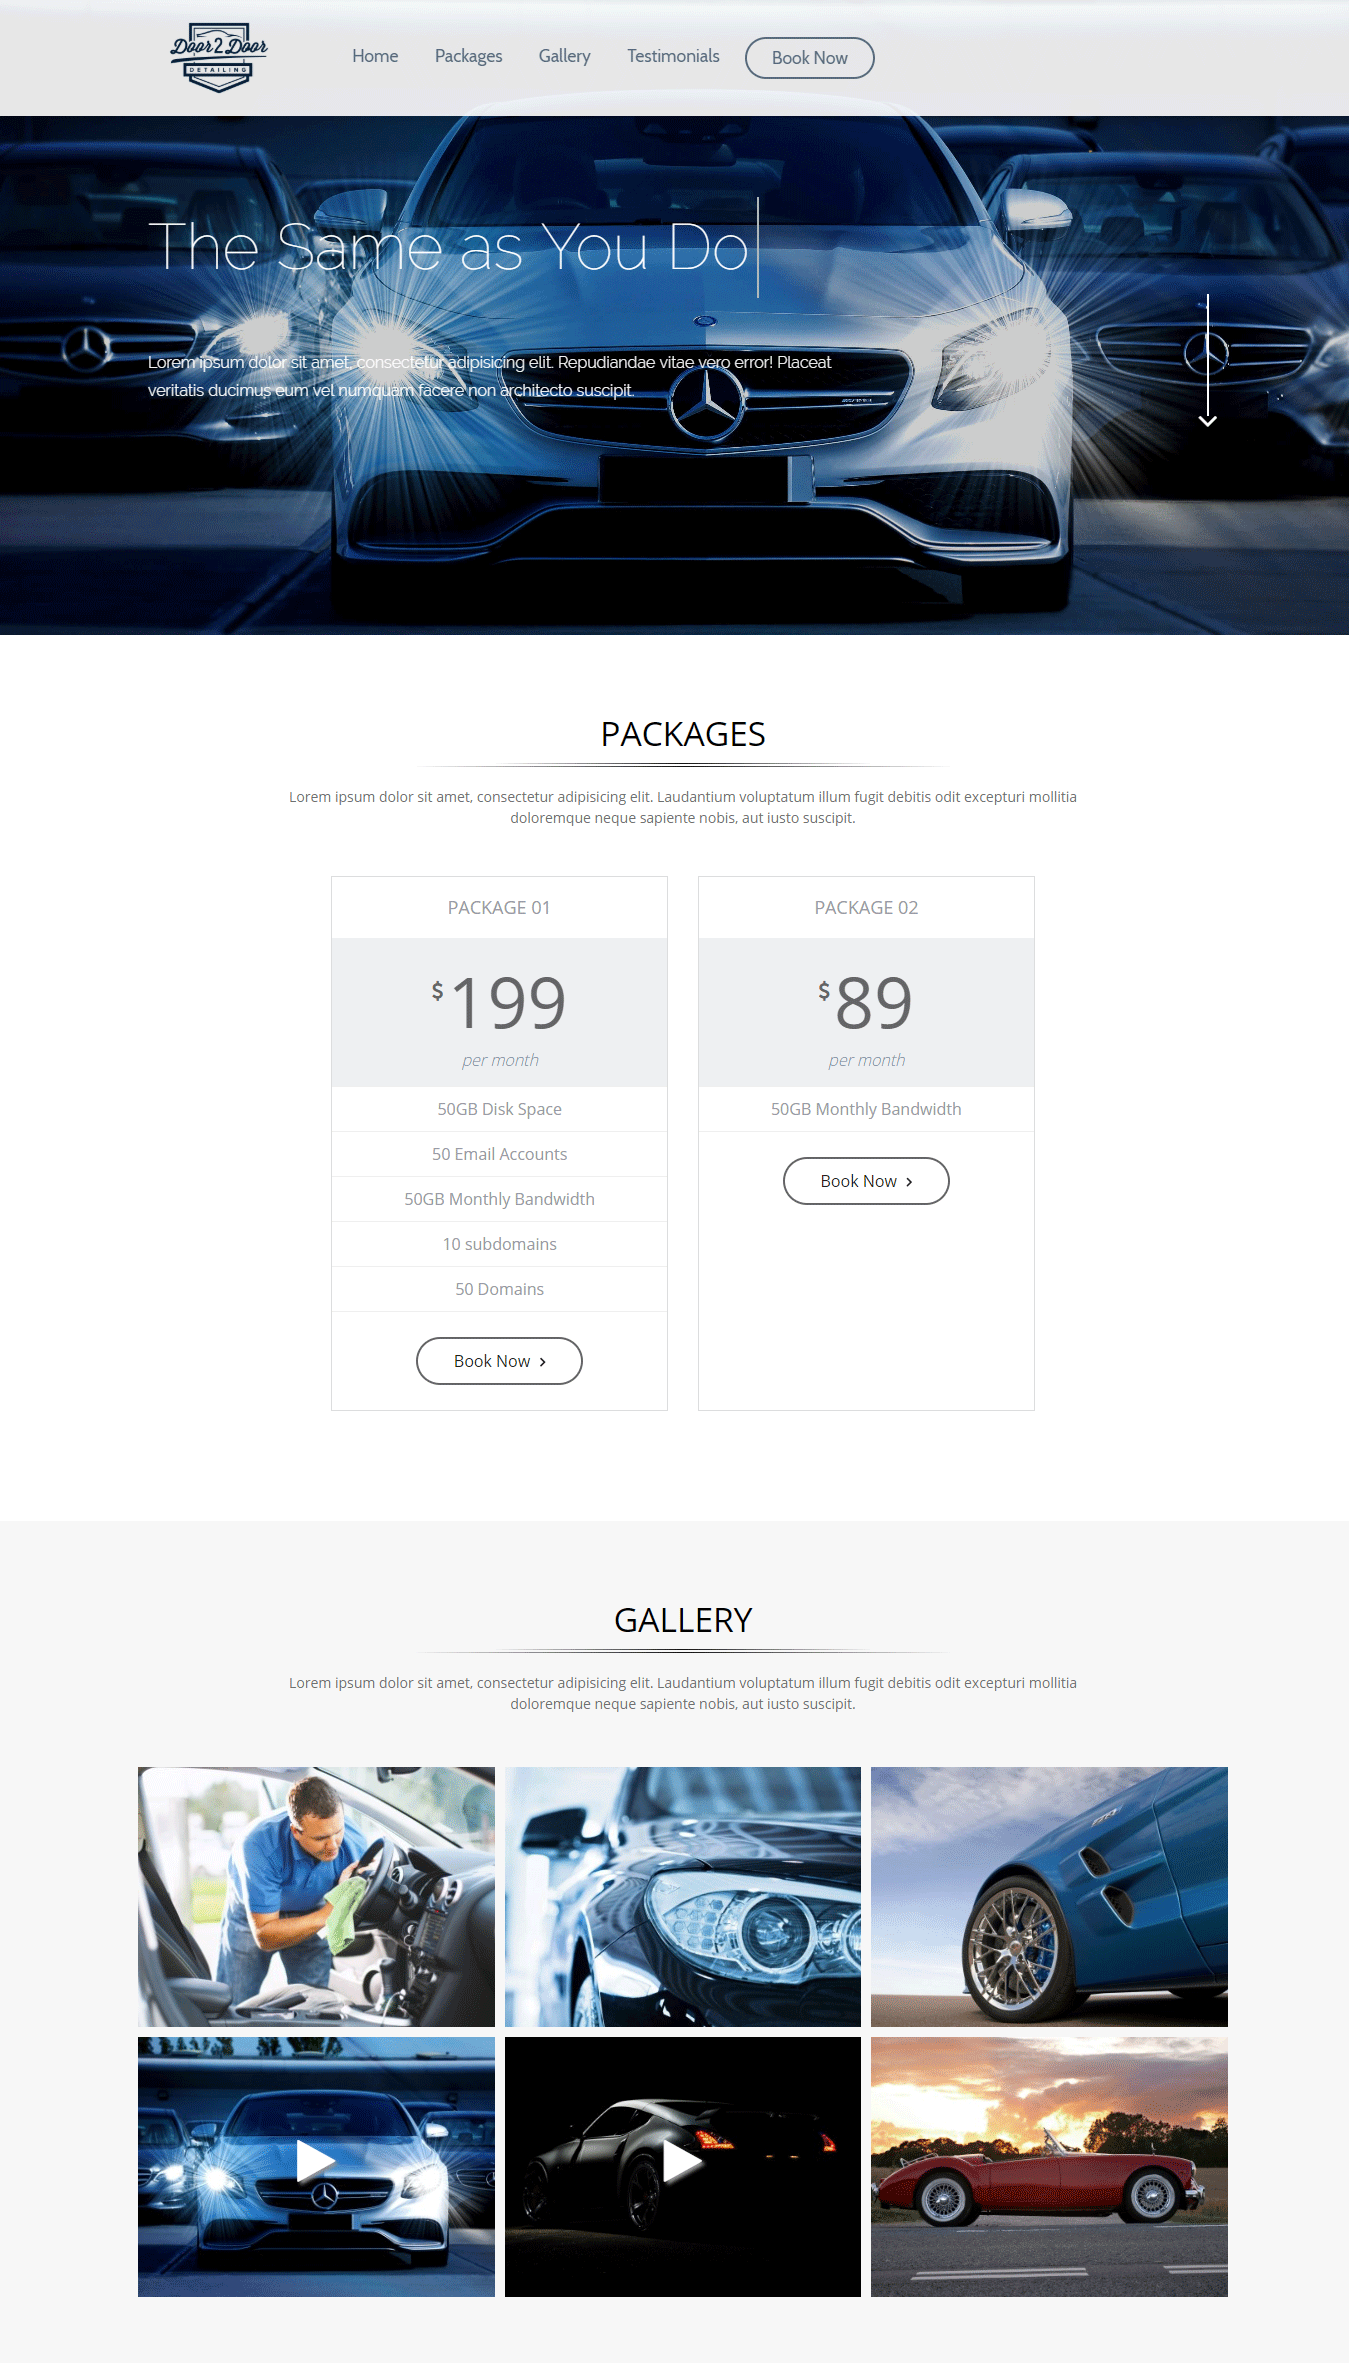 Door2Door
DETAILING
Home
Packages
Gallery
Testimonials
Book Now
The Same as You Do
Lorem ipsum dolor sit amet, consectetur adipisicing elit. Repudiandae vitae vero error! Placeat
veritatis ducimus eum vel numquam facere non architecto suscipit.
PACKAGES
Lorem ipsum dolor sit amet, consectetur adipisicing elit. Laudantium voluptatum illum fugit debitis odit excepturi mollitia
doloremque neque sapiente nobis, aut iusto suscipit.
PACKAGE 01
$199
per month
50GB Disk Space
50 Email Accounts
50GB Monthly Bandwidth
10 subdomains
50 Domains
Book Now
PACKAGE 02
$89
per month
50GB Monthly Bandwidth
Book Now
GALLERY
Lorem ipsum dolor sit amet, consectetur adipisicing elit. Laudantium voluptatum illum fugit debitis odit excepturi mollitia
doloremque neque sapiente nobis, aut iusto suscipit.